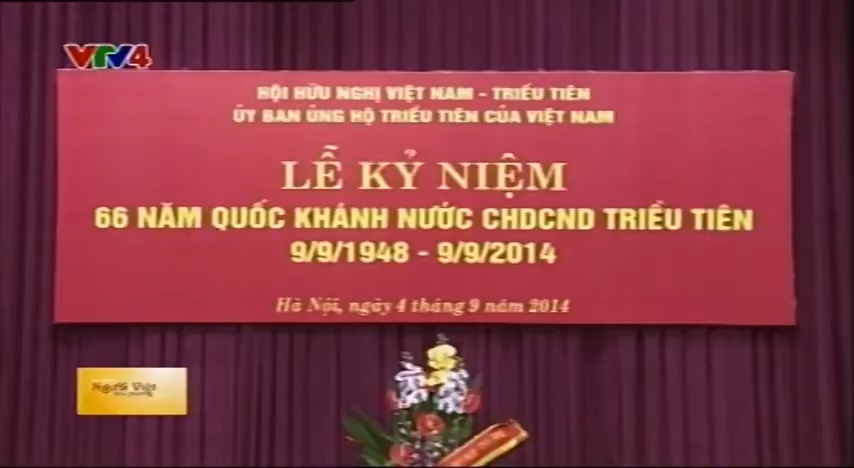 VTV4
HỘI HỮU NGHỊ VIỆT NAM - TRIỀU TIÊN
ỦY BAN ỦNG HỘ TRIỀU TIÊN CỦA VIỆT NAM
LỄ KỶ NIỆM
66 NĂM QUỐC KHÁNH NƯỚC CHDCND TRIỀU TIÊN
9/9/1948 - 9/9/2014
Hà Nội, ngày 4 tháng 9 năm 2014
Người Việt